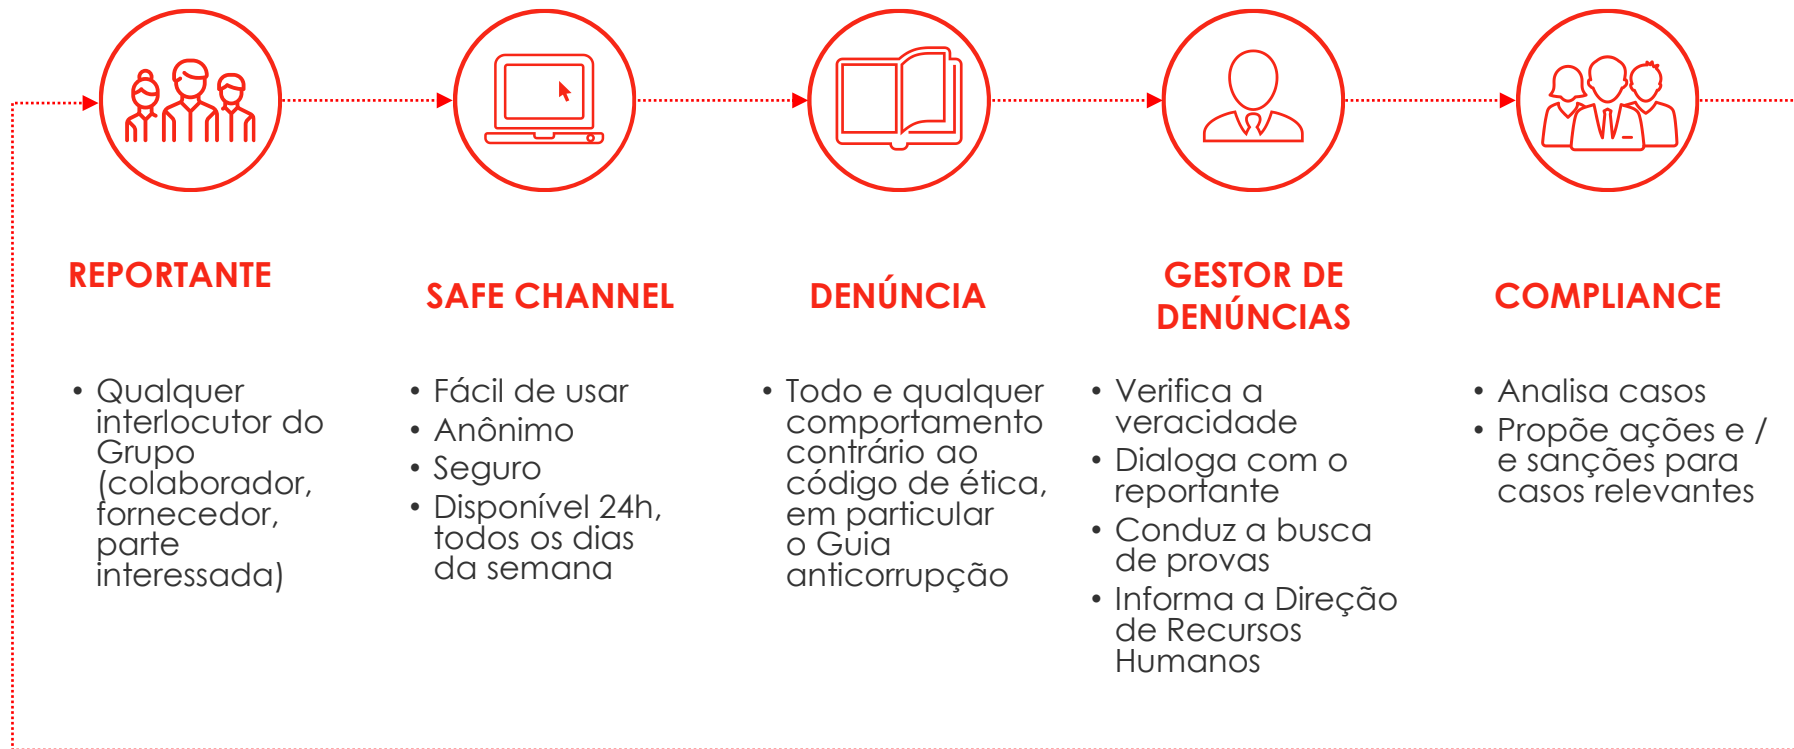 REPORTANTE
• Qualquer
interlocutor do
Grupo
(colaborador,
fornecedor,
parte
interessada)
SAFE CHANNEL
• Fácil de usar
• Anônimo
• Seguro
• Disponível 24h,
todos os dias
da semana
DENÚNCIA
• Todo e qualquer
comportamento
contrário ao
código de ética,
em particular
o Guia
anticorrupção
GESTOR DE
DENÚNCIAS
• Verifica a
veracidade
• Dialoga com o
reportante
• Conduz a busca
de provas
• Informa a Direção
de Recursos
Humanos
COMPLIANCE
• Analisa casos
• Propõe ações e /
e sanções para
casos relevantes